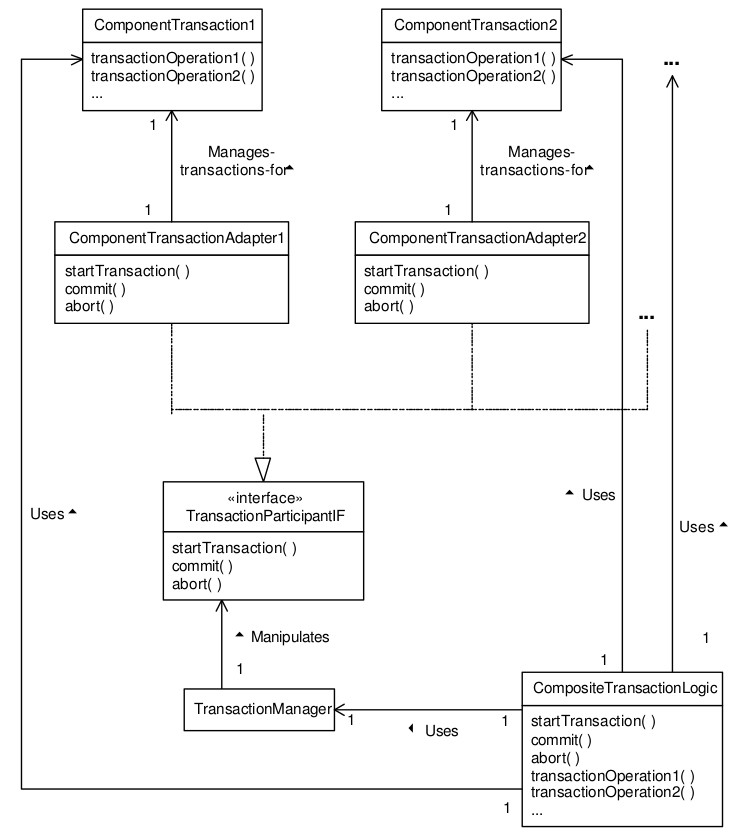 ComponentTransaction1
transactionOperation1( )
transactionOperation2( )
...
ComponentTransaction2
transactionOperation1( )
transactionOperation2( )
...
...
1
Manages-
transactions-for
1
1
Manages-
transactions-for
1
ComponentTransactionAdapter1
startTransaction( )
commit( )
abort( )
ComponentTransactionAdapter2
startTransaction( )
commit( )
abort( )
...
«interface»
TransactionParticipantIF
startTransaction( )
commit( )
abort( )
Uses
Uses
Uses
Manipulates
1
1
1
TransactionManager
1
Uses
1
CompositeTransactionLogic
startTransaction( )
commit( )
abort( )
transactionOperation1( )
transactionOperation2( )
...
1